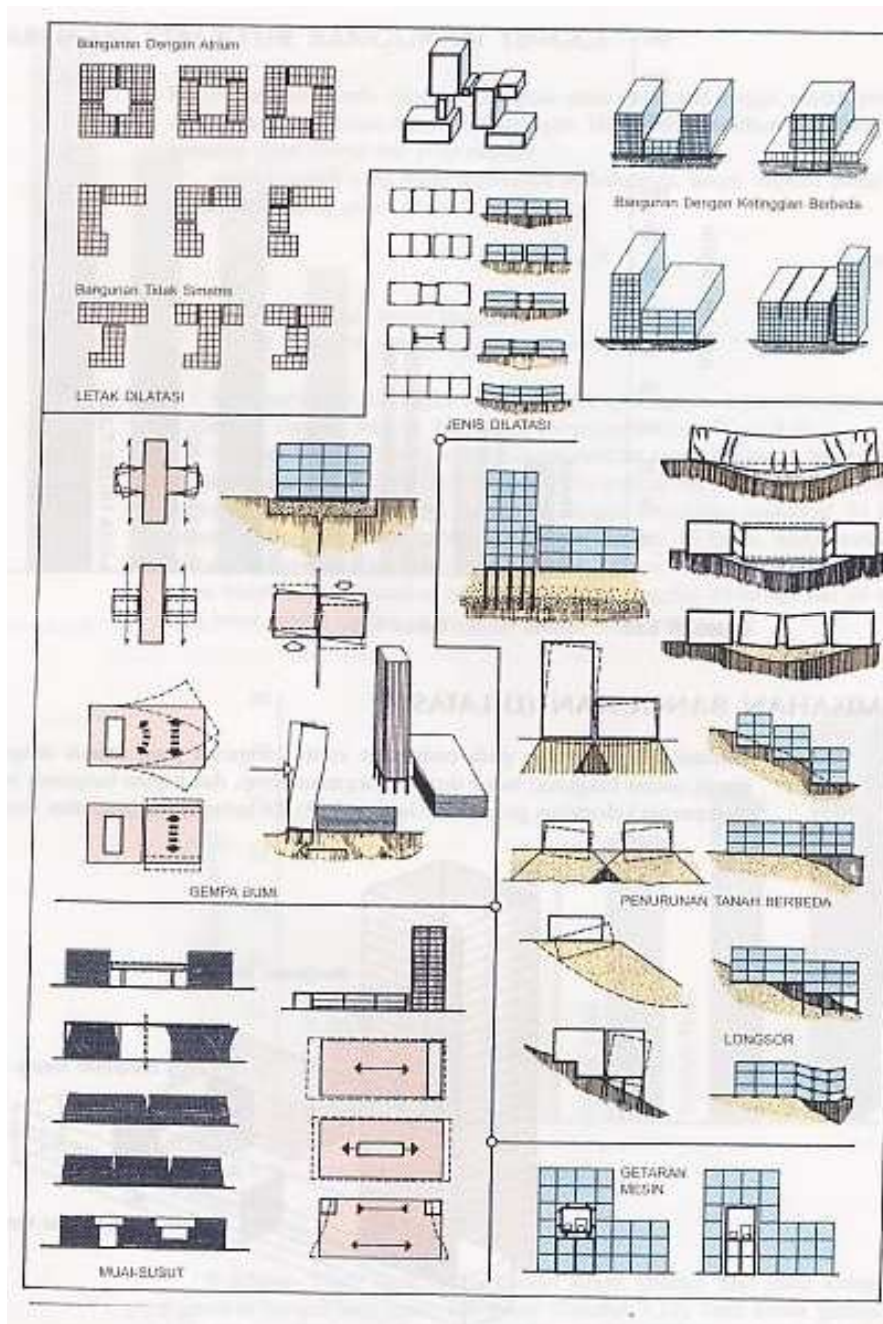 Bangunan Dengan Atrium
Bangunan Dengan Ketinggian Berbeda
Bangunan Tidak Simetris
LETAK DILATASI
JENIS DILATASI
GEMPA BUMI
PENURUNAN TANAH BERBEDA
LONGSOR
GETARAN
MESIN
MUAI-SUSUT